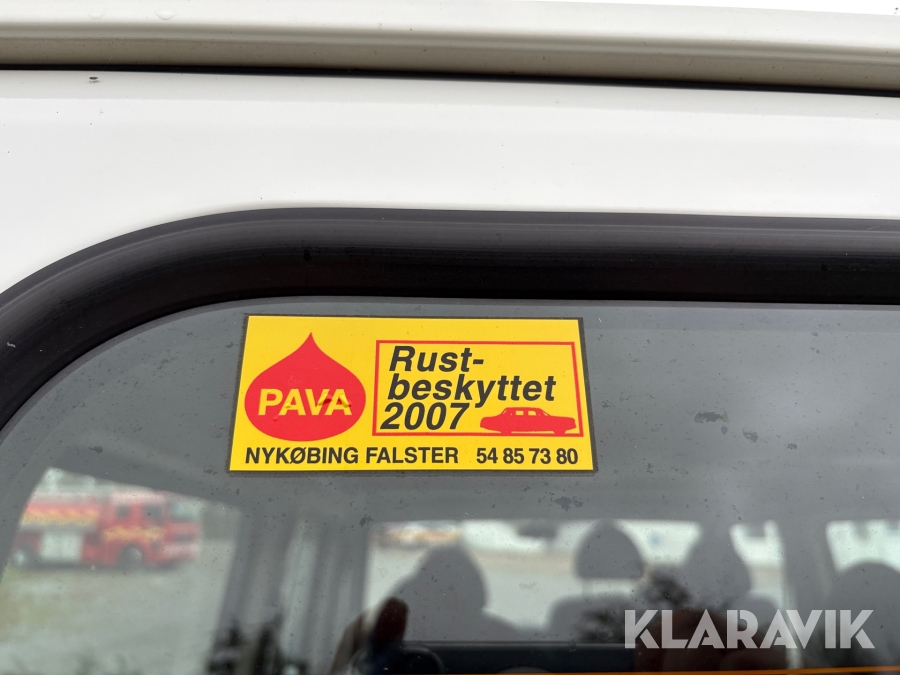 PAVA
Rust-
beskyttet
2007
NYKØBING FALSTER 54 85 73 80
KLARAVIK